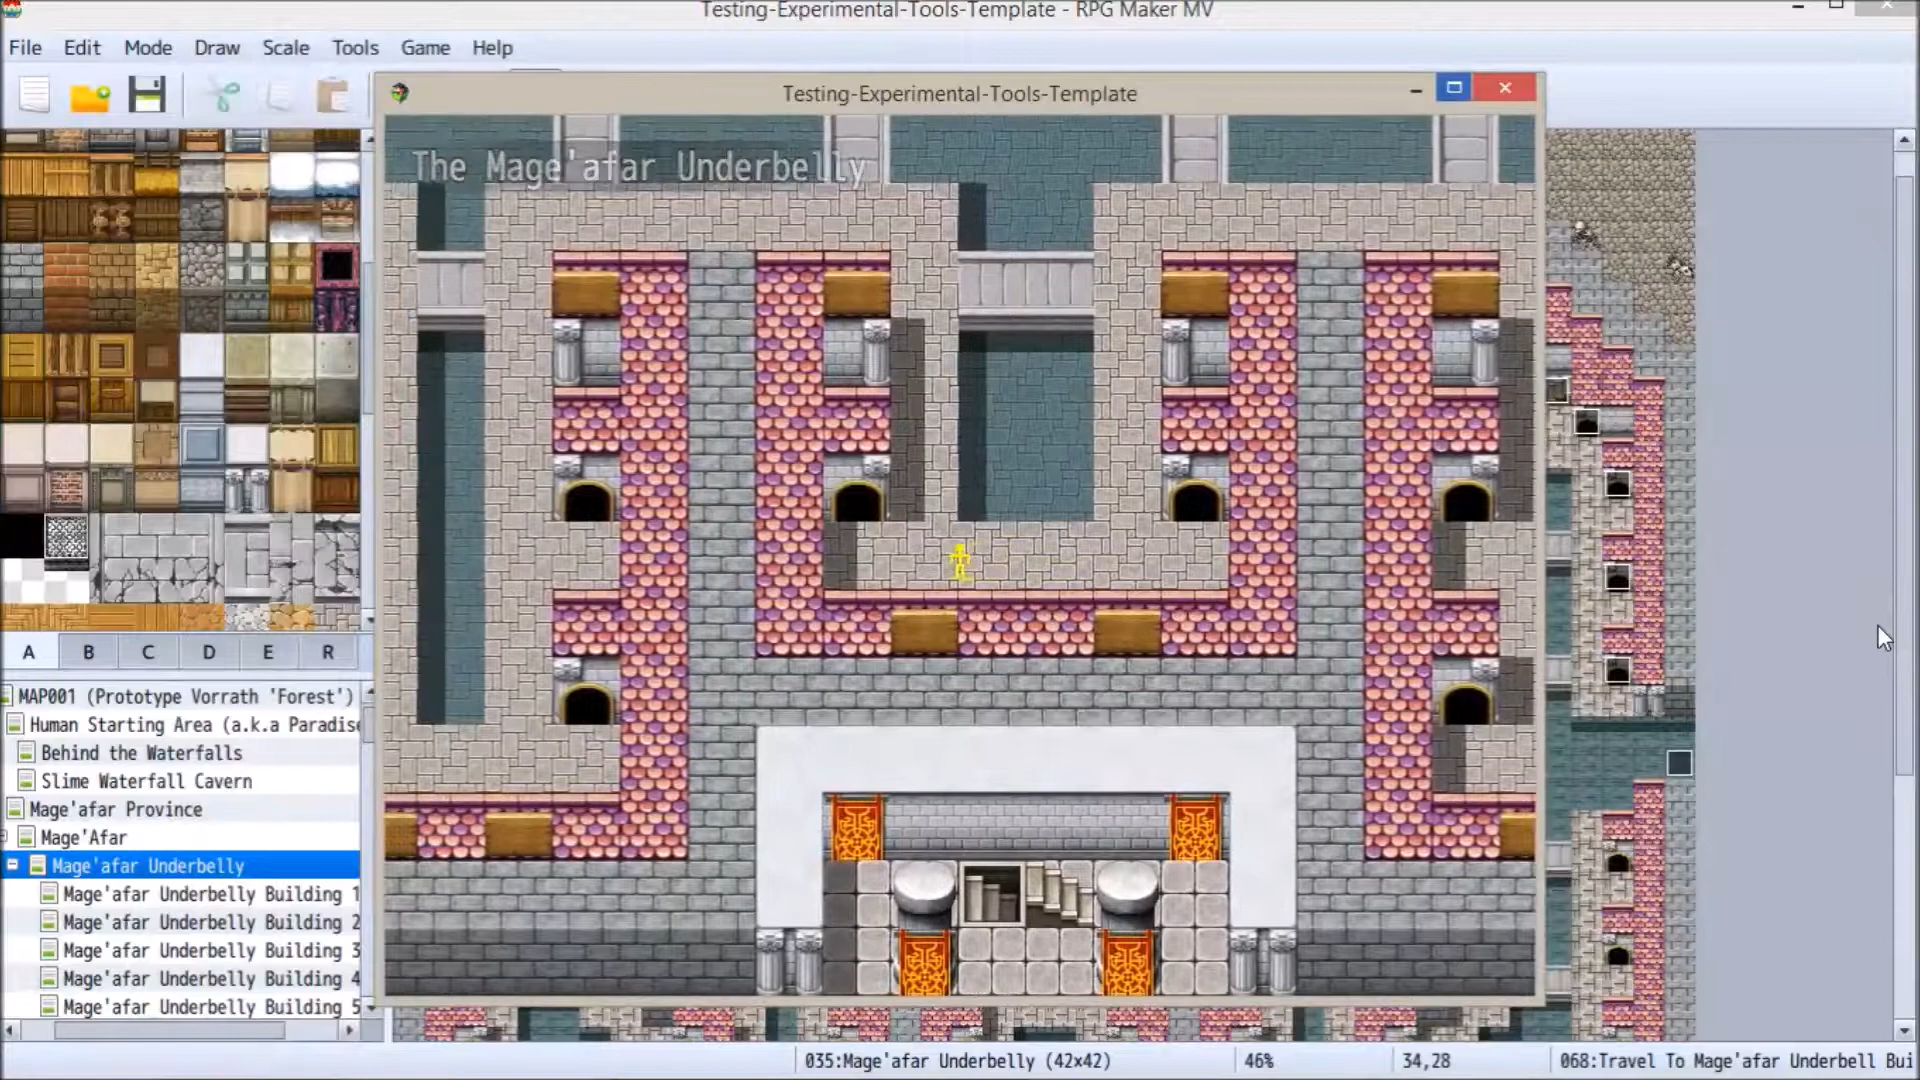 Testing-Experimental-Tools-Template - RPG Maker MV
File Edit Mode Draw Scale Tools Game Help
Testing-Experimental-Tools-Template
The Mage'afar Underbelly
A B C D E R
MAP001 (Prototype Vorrath 'Forest')
Human Starting Area (a.k.a Paradise
Behind the Waterfalls
Slime Waterfall Cavern
Mage'afar Province
Mage'Afar
Mage'afar Underbelly
Mage'afar Underbelly Building 1
Mage'afar Underbelly Building 2
Mage'afar Underbelly Building 3
Mage'afar Underbelly Building 4
Mage'afar Underbelly Building 5
035:Mage'afar Underbelly (42x42) 46% 34,28 068:Travel To Mage'afar Underbell Bui